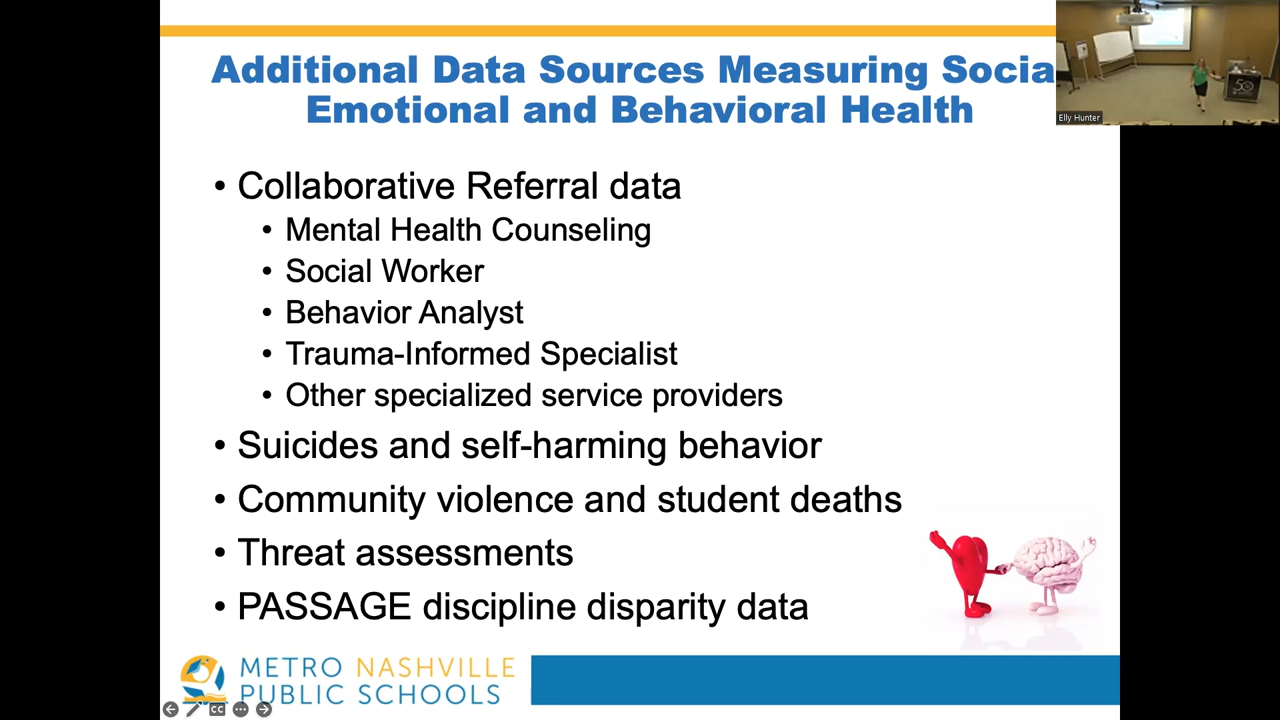 Additional Data Sources Measuring Socia
Emotional and Behavioral Health
• Collaborative Referral data
• Mental Health Counseling
• Social Worker
• Behavior Analyst
• Trauma-Informed Specialist
• Other specialized service providers
• Suicides and self-harming behavior
• Community violence and student deaths
• Threat assessments
• PASSAGE discipline disparity data
METRO NASHVILLE
PUBLIC SCHOOLS
CC
Elly Hunter
50